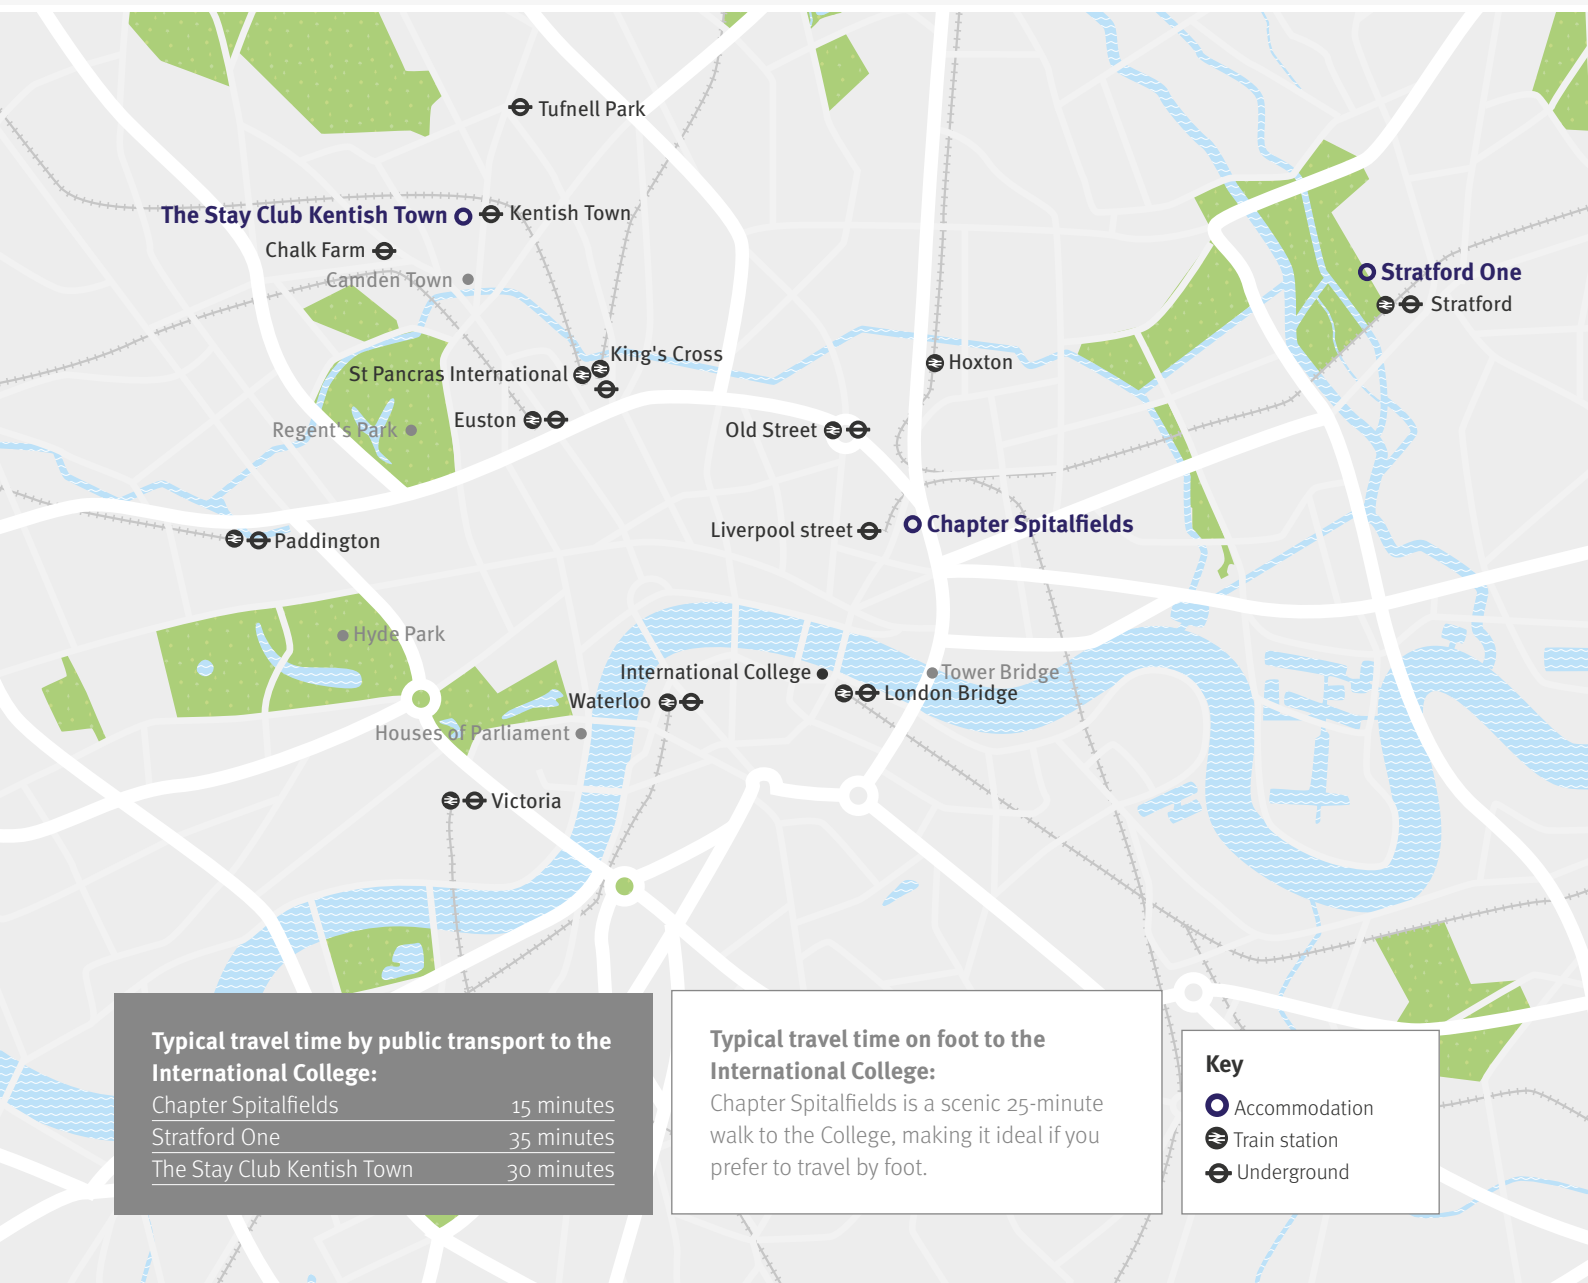 Tufnell Park
The Stay Club Kentish Town
Kentish Town
Chalk Farm
Camden Town
Stratford One
Stratford
King's Cross
St Pancras International
Hoxton
Euston
Regent's Park
Old Street
Liverpool street
Chapter Spitalfields
Paddington
Hyde Park
International College
Tower Bridge
London Bridge
Waterloo
Houses of Parliament
Victoria
Typical travel time by public transport to the
International College:
Chapter Spitalfields 15 minutes
Stratford One 35 minutes
The Stay Club Kentish Town 30 minutes
Typical travel time on foot to the
International College:
Chapter Spitalfields is a scenic 25-minute
walk to the College, making it ideal if you
prefer to travel by foot.
Key
Accommodation
Train station
Underground